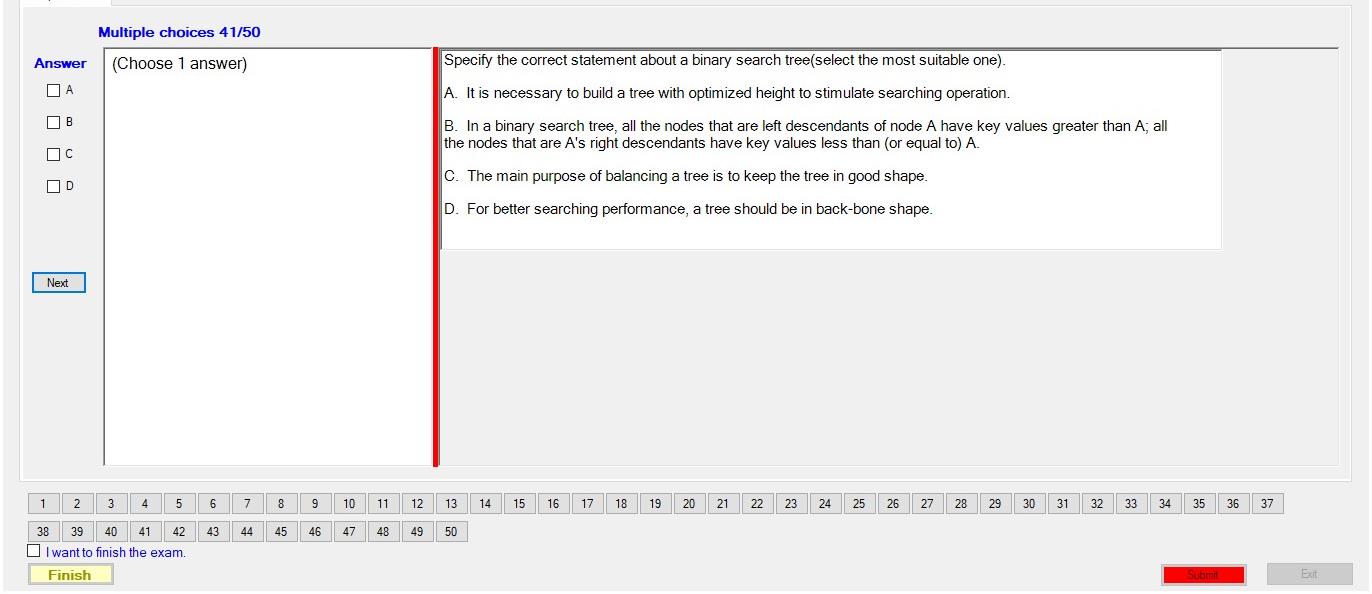 Multiple choices 41/50
Answer
(Choose 1 answer)
A
B
C
D
Next
Specify the correct statement about a binary search tree(select the most suitable one).
A. It is necessary to build a tree with optimized height to stimulate searching operation.
B. In a binary search tree, all the nodes that are left descendants of node A have key values greater than A; all
the nodes that are A's right descendants have key values less than (or equal to) A.
C. The main purpose of balancing a tree is to keep the tree in good shape.
D. For better searching performance, a tree should be in back-bone shape.
1 2 3 4 5 6 7 8 9 10 11 12 13 14 15 16 17 18 19 20 21 22 23 24 25 26 27 28 29 30 31 32 33 34 35 36 37
38 39 40 41 42 43 44 45 46 47 48 49 50
I want to finish the exam.
Finish
Submit
Exit